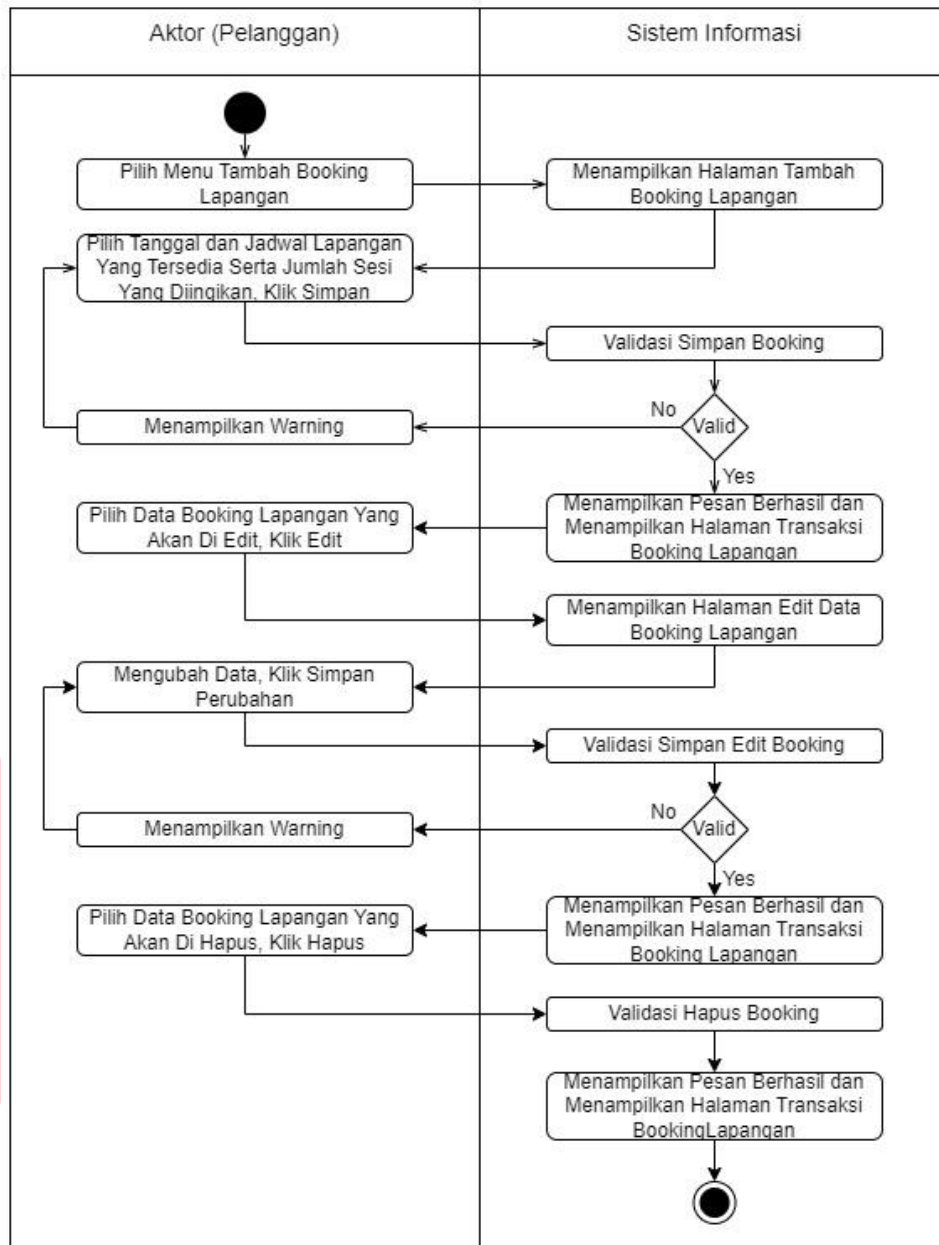 Aktor (Pelanggan)
Sistem Informasi
Pilih Menu Tambah Booking
Lapangan
Menampilkan Halaman Tambah
Booking Lapangan
Pilih Tanggal dan Jadwal Lapangan
Yang Tersedia Serta Jumlah Sesi
Yang Diingikan, Klik Simpan
Validasi Simpan Booking
Valid
No
Yes
Menampilkan Warning
Menampilkan Pesan Berhasil dan
Menampilkan Halaman Transaksi
Booking Lapangan
Pilih Data Booking Lapangan Yang
Akan Di Edit, Klik Edit
Menampilkan Halaman Edit Data
Booking Lapangan
Mengubah Data, Klik Simpan
Perubahan
Validasi Simpan Edit Booking
Valid
No
Yes
Menampilkan Warning
Menampilkan Pesan Berhasil dan
Menampilkan Halaman Transaksi
Booking Lapangan
Pilih Data Booking Lapangan Yang
Akan Di Hapus, Klik Hapus
Validasi Hapus Booking
Menampilkan Pesan Berhasil dan
Menampilkan Halaman Transaksi
BookingLapangan